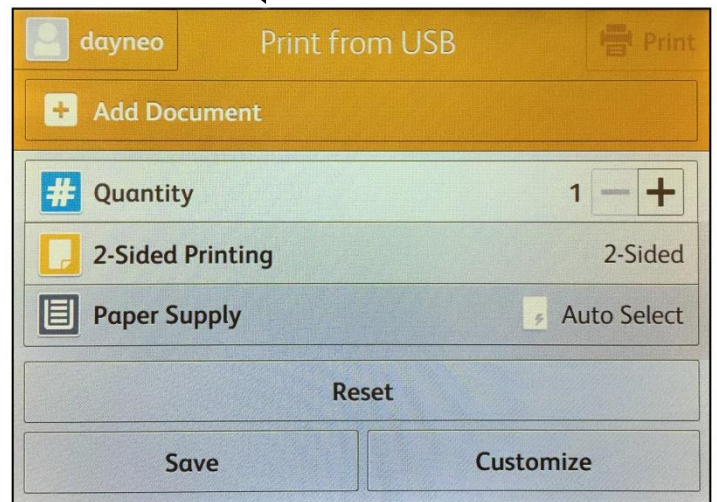 dayneo Print from USB Print
Add Document
# Quantity 1
2-Sided Printing 2-Sided
Paper Supply Auto Select
Reset
Save Customize